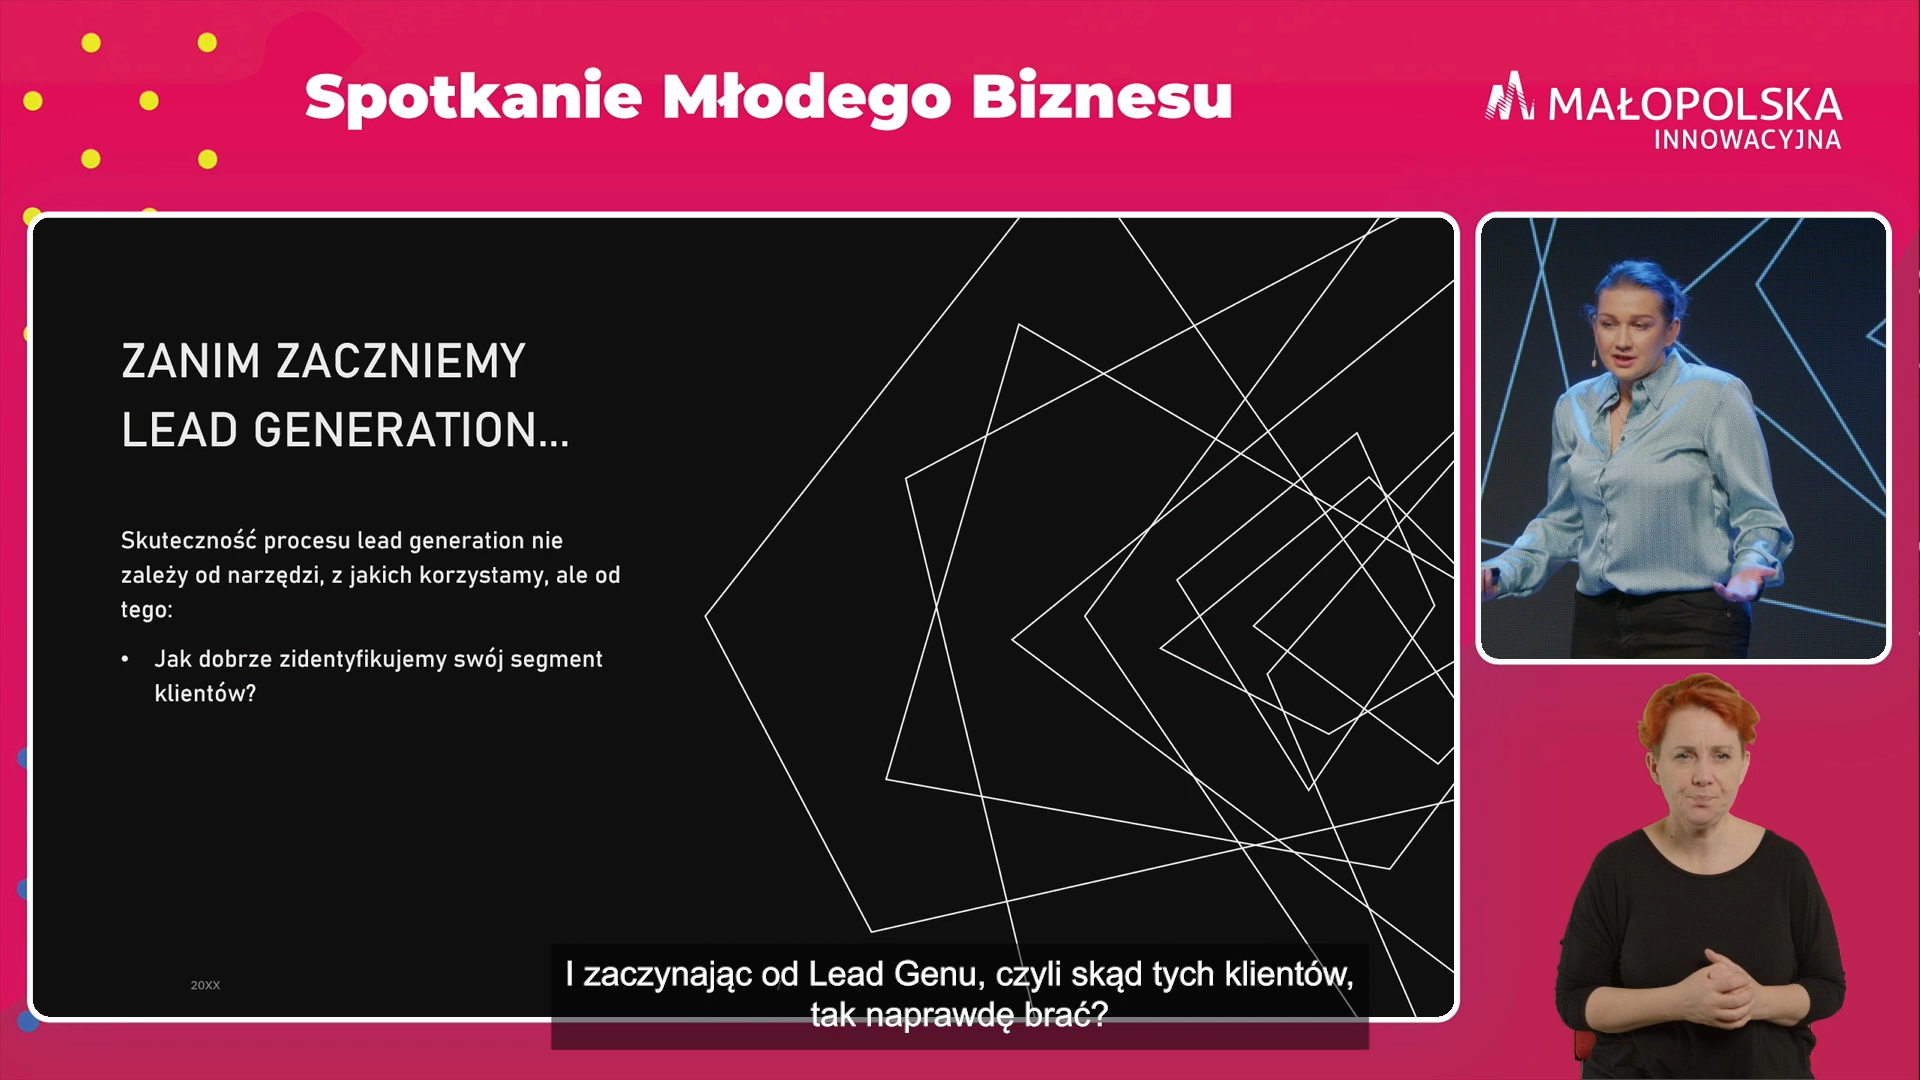 Spotkanie Młodego Biznesu
MAŁOPOLSKA
INNOWACYJNA
ZANIM ZACZNIEMY
LEAD GENERATION...
Skuteczność procesu lead generation nie
zależy od narzędzi, z jakich korzystamy, ale od
tego:
• Jak dobrze zidentyfikujemy swój segment
klientów?
20XX
I zaczynając od Lead Genu, czyli skąd tych klientów,
tak naprawdę brać?